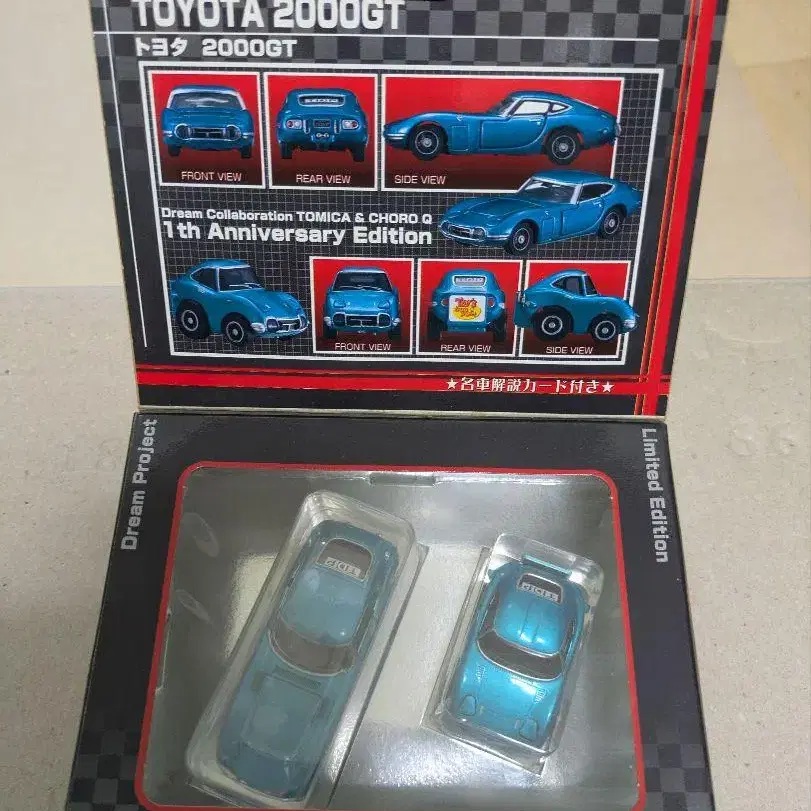 TOYOTA 2000GT
トヨタ 2000GT
FRONT VIEW
REAR VIEW
SIDE VIEW
Dream Collaboration TOMICA & CHORO Q
1th Anniversary Edition
FRONT VIEW
REAR VIEW
SIDE VIEW
★名車解説カード付き★
Dream Project
Limited Edition